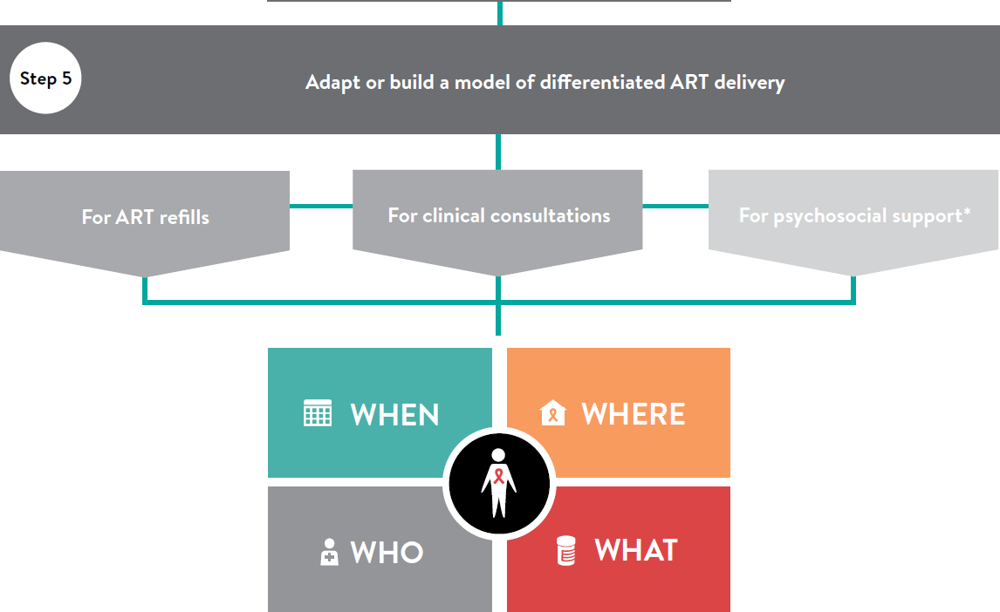 Step 5
Adapt or build a model of differentiated ART delivery
For ART refills
For clinical consultations
For psychosocial support*
WHEN
WHERE
WHO
WHAT